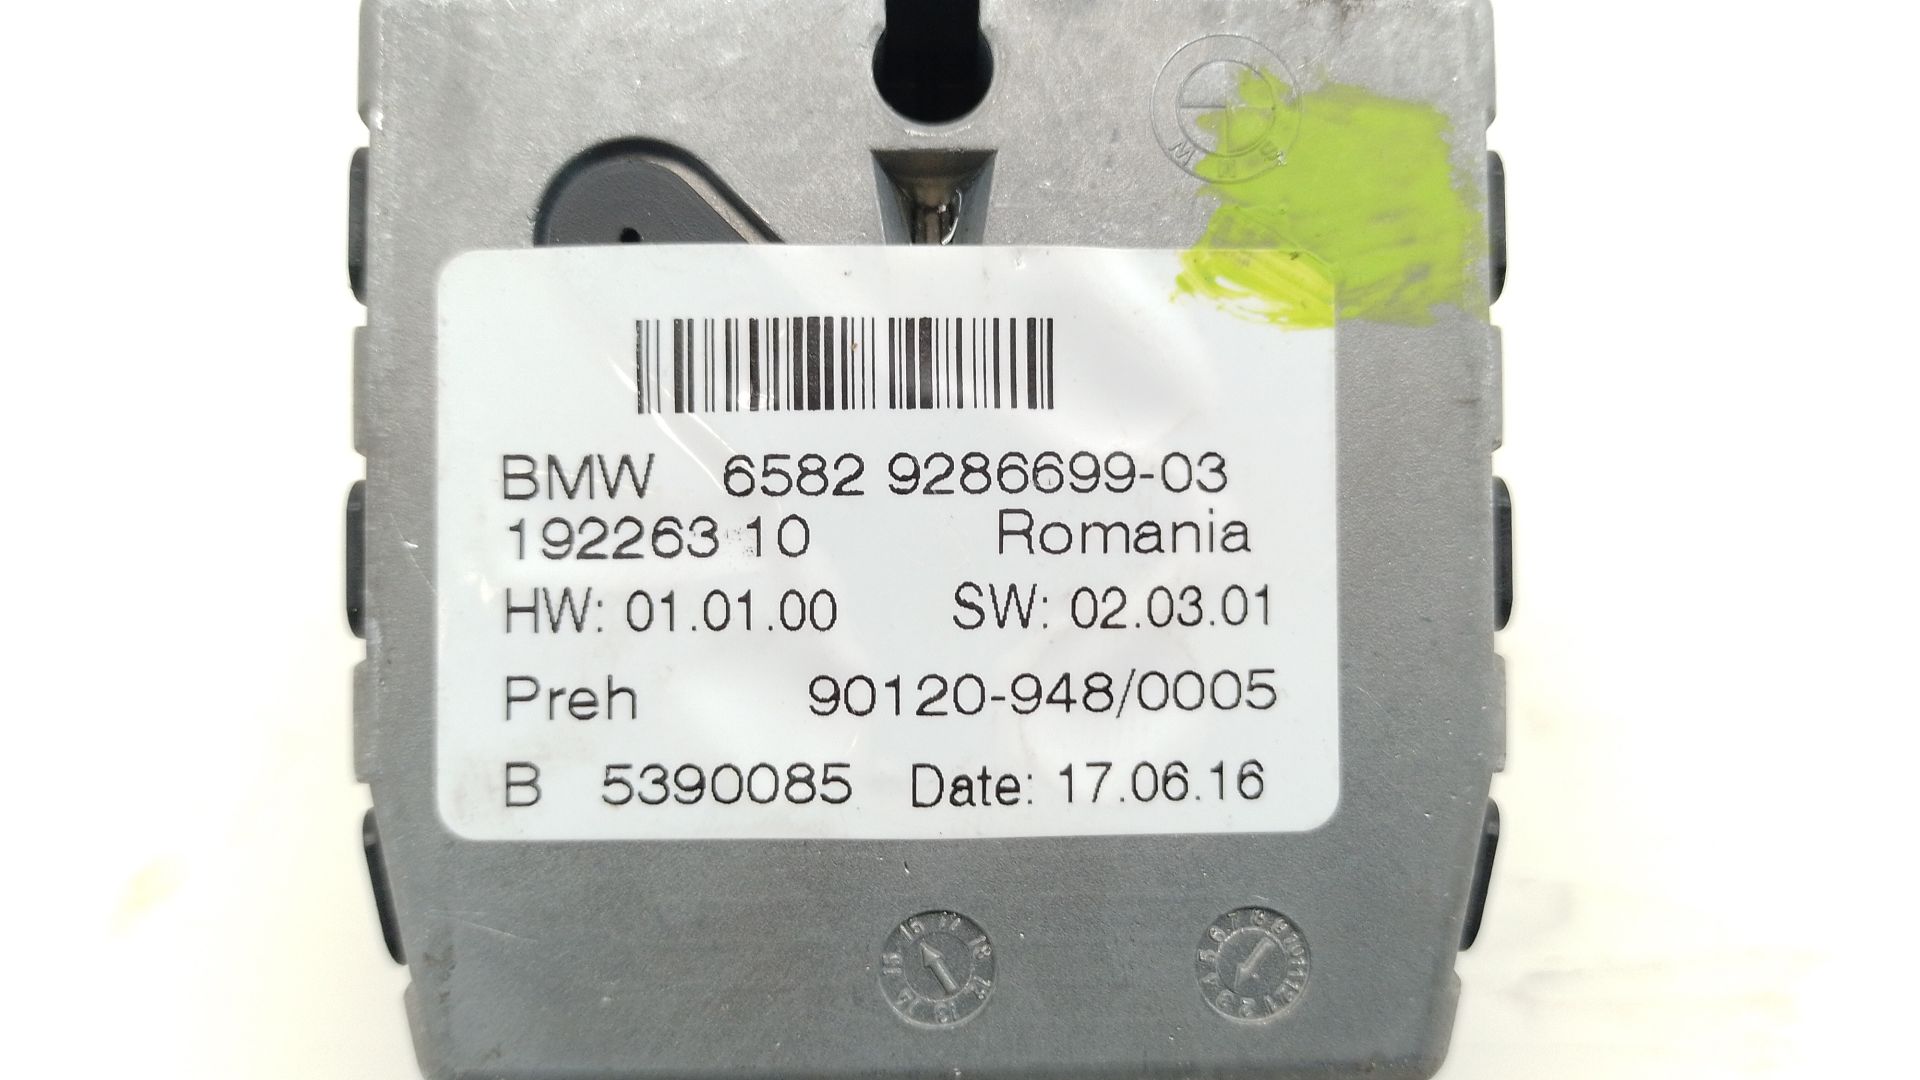 BMW
BMW 6582 9286699-03
192263 10 Romania
HW: 01.01.00 SW: 02.03.01
Preh 90120-948/0005
B 5390085 Date: 17.06.16